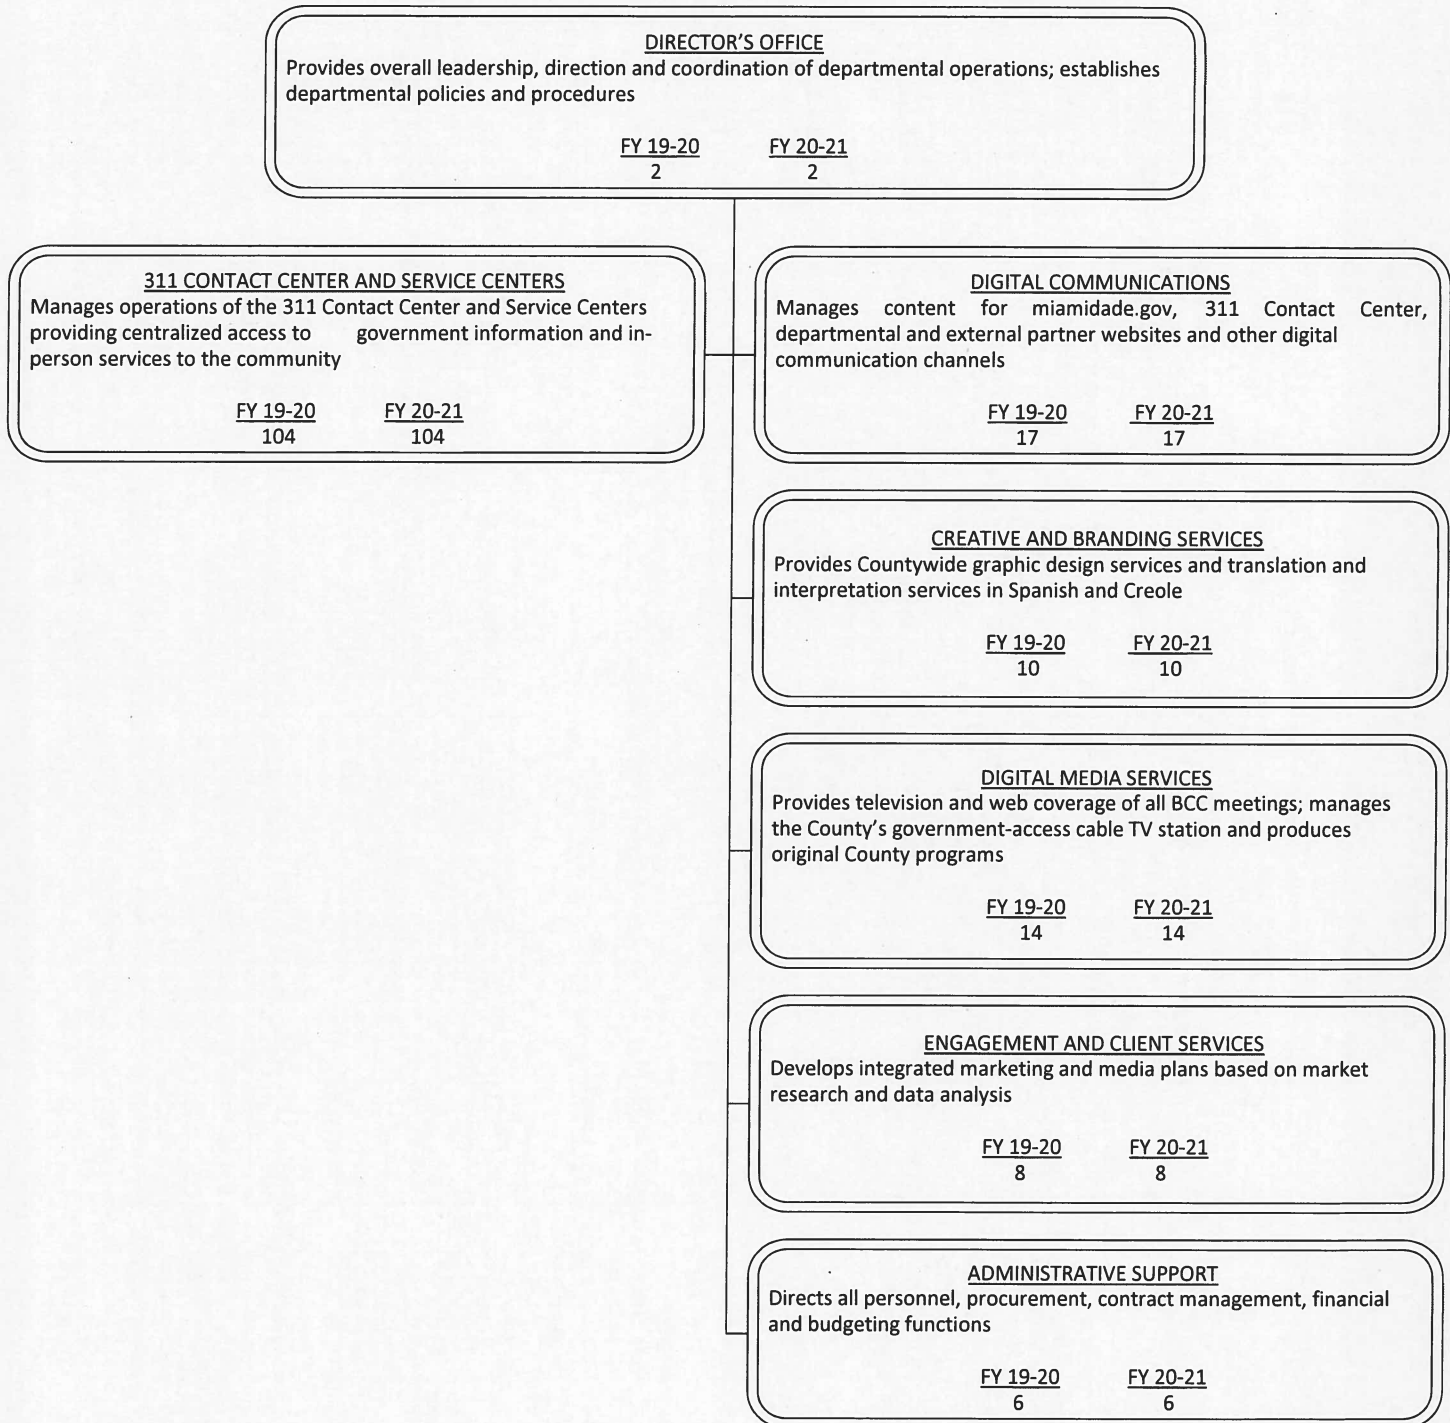 DIRECTOR'S OFFICE
Provides overall leadership, direction and coordination of departmental operations; establishes
departmental policies and procedures
FY 19-20 FY 20-21
2 2
311 CONTACT CENTER AND SERVICE CENTERS
Manages operations of the 311 Contact Center and Service Centers
providing centralized access to government information and in-
person services to the community
FY 19-20 FY 20-21
104 104
DIGITAL COMMUNICATIONS
Manages content for miamidade.gov, 311 Contact Center,
departmental and external partner websites and other digital
communication channels
FY 19-20 FY 20-21
17 17
CREATIVE AND BRANDING SERVICES
Provides Countywide graphic design services and translation and
interpretation services in Spanish and Creole
FY 19-20 FY 20-21
10 10
DIGITAL MEDIA SERVICES
Provides television and web coverage of all BCC meetings; manages
the County's government-access cable TV station and produces
original County programs
FY 19-20 FY 20-21
14 14
ENGAGEMENT AND CLIENT SERVICES
Develops integrated marketing and media plans based on market
research and data analysis
FY 19-20 FY 20-21
8 8
ADMINISTRATIVE SUPPORT
Directs all personnel, procurement, contract management, financial
and budgeting functions
FY 19-20 FY 20-21
6 6